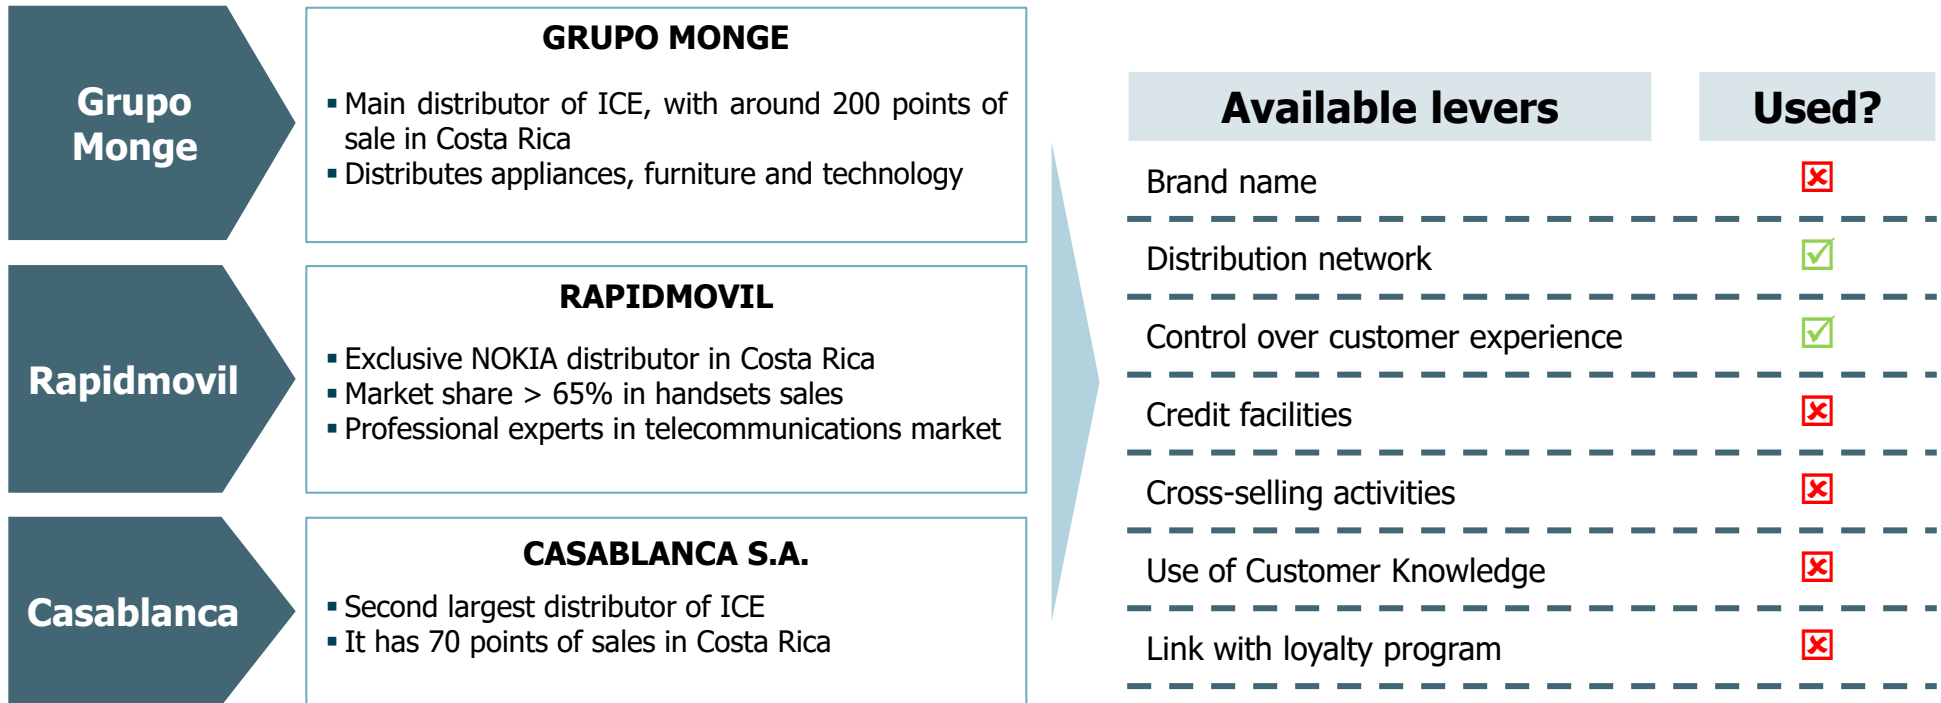 Grupo
Monge
GRUPO MONGE
▪ Main distributor of ICE, with around 200 points of
sale in Costa Rica
▪ Distributes appliances, furniture and technology
Rapidmovil
RAPIDMOVIL
▪ Exclusive NOKIA distributor in Costa Rica
▪ Market share > 65% in handsets sales
▪ Professional experts in telecommunications market
Casablanca
CASABLANCA S.A.
▪ Second largest distributor of ICE
▪ It has 70 points of sales in Costa Rica
Available levers Used?
Brand name ☒
Distribution network ☑
Control over customer experience ☑
Credit facilities ☒
Cross-selling activities ☒
Use of Customer Knowledge ☒
Link with loyalty program ☒